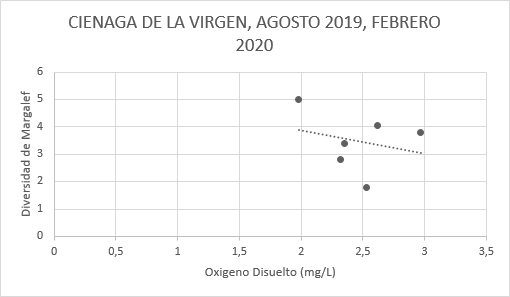 CIENAGA DE LA VIRGEN, AGOSTO 2019, FEBRERO
2020
Diversidad de Margalef
6
5
4
3
2
1
0
0 0,5 1 1,5 2 2,5 3 3,5
Oxigeno Disuelto (mg/L)